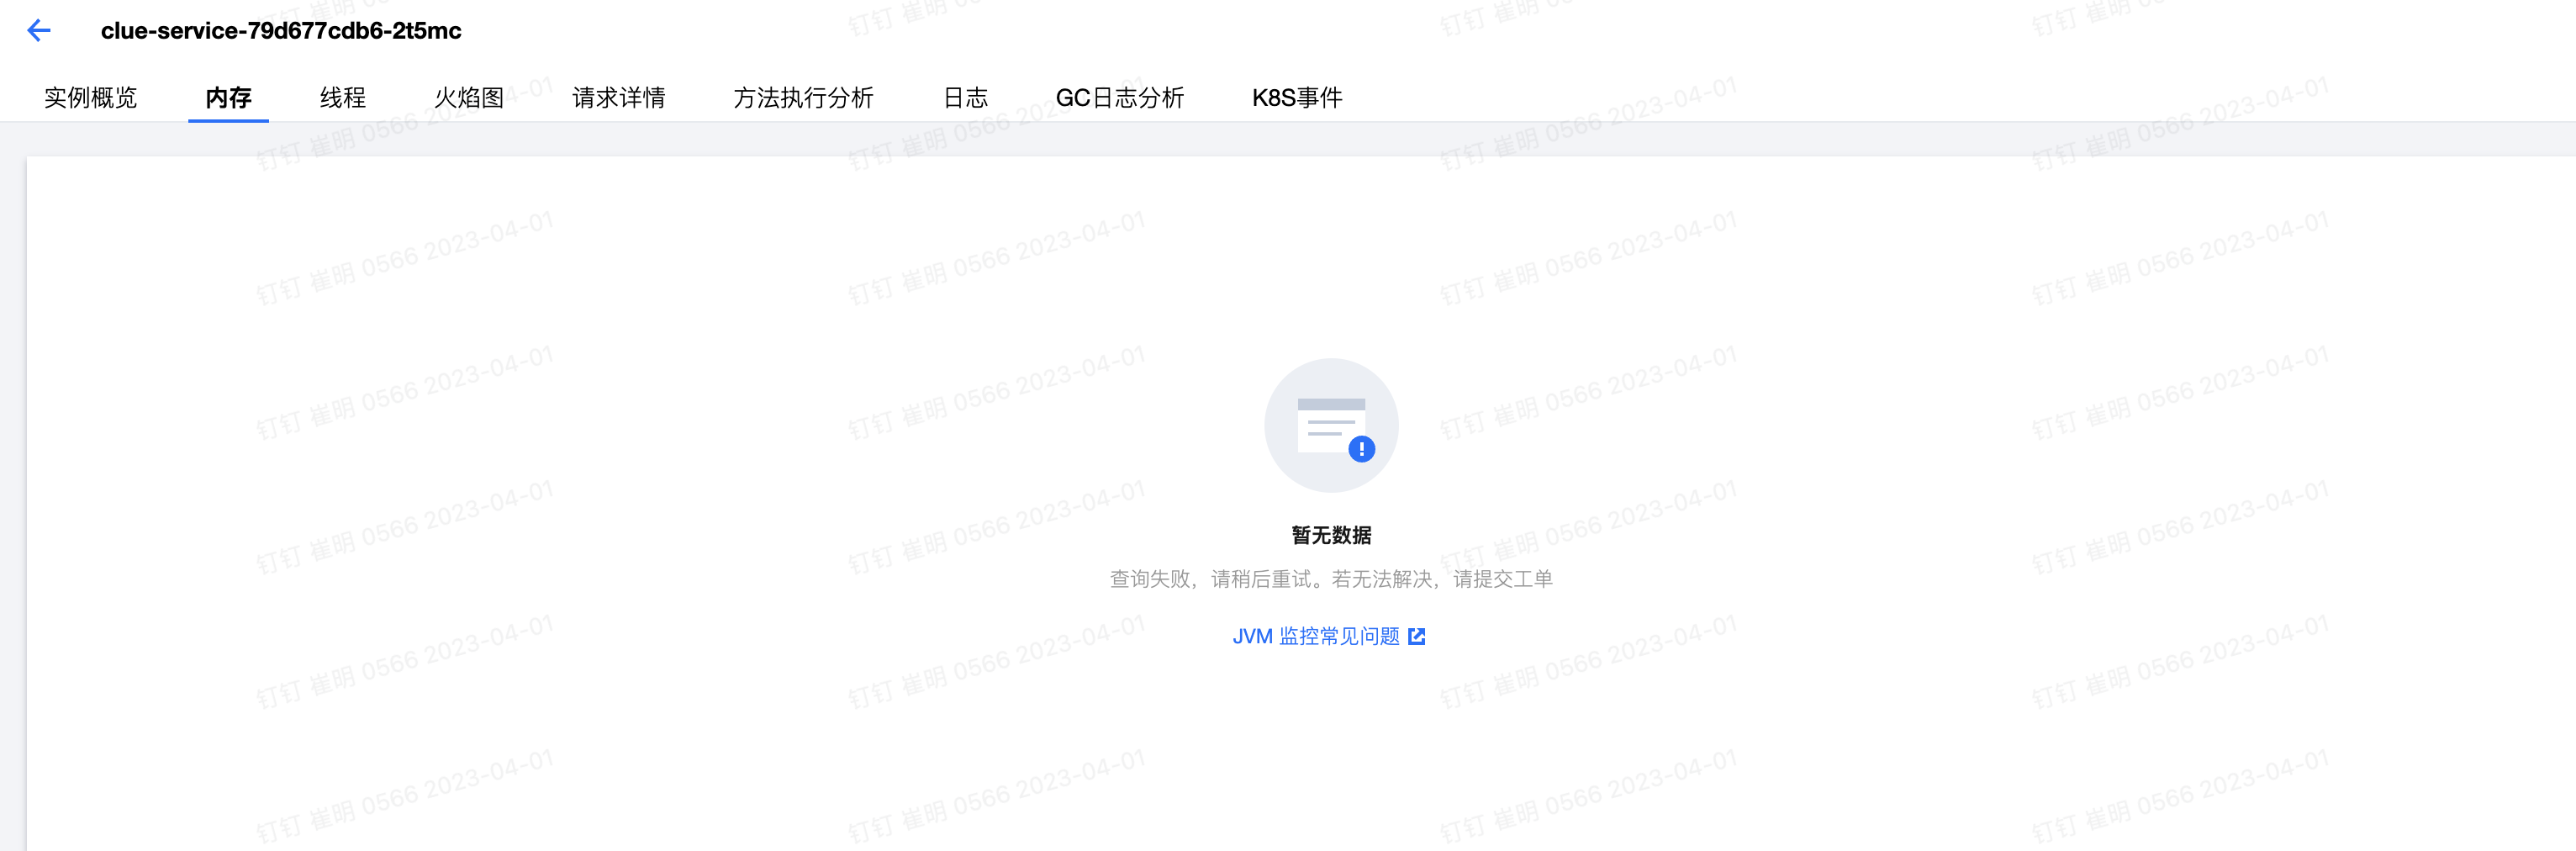 clue-service-79d677cdb6-2t5mc
实例概览 内存 线程 火焰图 请求详情 方法执行分析 日志 GC日志分析 K8S事件
暂无数据
查询失败，请稍后重试。若无法解决，请提交工单
JVM 监控常见问题
钉钉 崔明 0566 2023-04-01